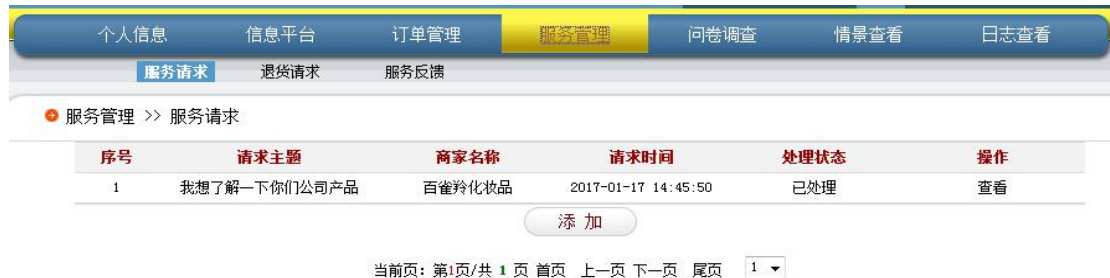 个人信息 信息平台 订单管理 服务管理 问卷调查 情景查看 日志查看
服务请求 退货请求 服务反馈
服务管理 >> 服务请求
序号 请求主题 商家名称 请求时间 处理状态 操作
1 我想了解一下你们公司产品 百雀羚化妆品 2017-01-17 14:45:50 已处理 查看
添 加
当前页: 第1页/共 1 页 首页 上一页 下一页 尾页 1